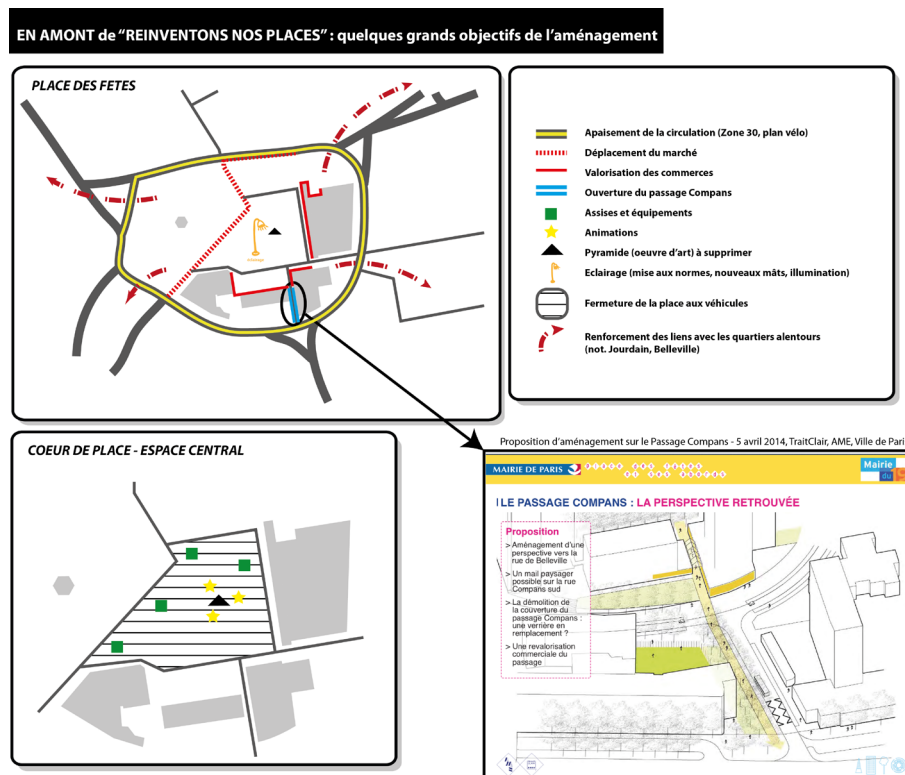 EN AMONT de “REINVENTONS NOS PLACES” : quelques grands objectifs de l’aménagement
PLACE DES FETES
Apaisement de la circulation (Zone 30, plan vélo)
Déplacement du marché
Valorisation des commerces
Ouverture du passage Compans
Assises et équipements
Animations
Pyramide (oeuvre d’art) à supprimer
Eclairage (mise aux normes, nouveaux mâts, illumination)
Fermeture de la place aux véhicules
Renforcement des liens avec les quartiers alentours
(not. Jourdain, Belleville)
COEUR DE PLACE - ESPACE CENTRAL
Proposition d’aménagement sur le Passage Compans - 5 avril 2014, TraitClair, AME, Ville de Pari
MAIRIE DE PARIS
place des fêtes
et ses abords
Mairie
du
LE PASSAGE COMPANS : LA PERSPECTIVE RETROUVÉE
Proposition
> Aménagement d’une
perspective vers la
rue de Belleville
> Un mail paysager
possible sur la rue
Compans sud
> La démolition de
la couverture du
passage Compans :
une verrière en
remplacement ?
> Une revalorisation
commerciale du
passage